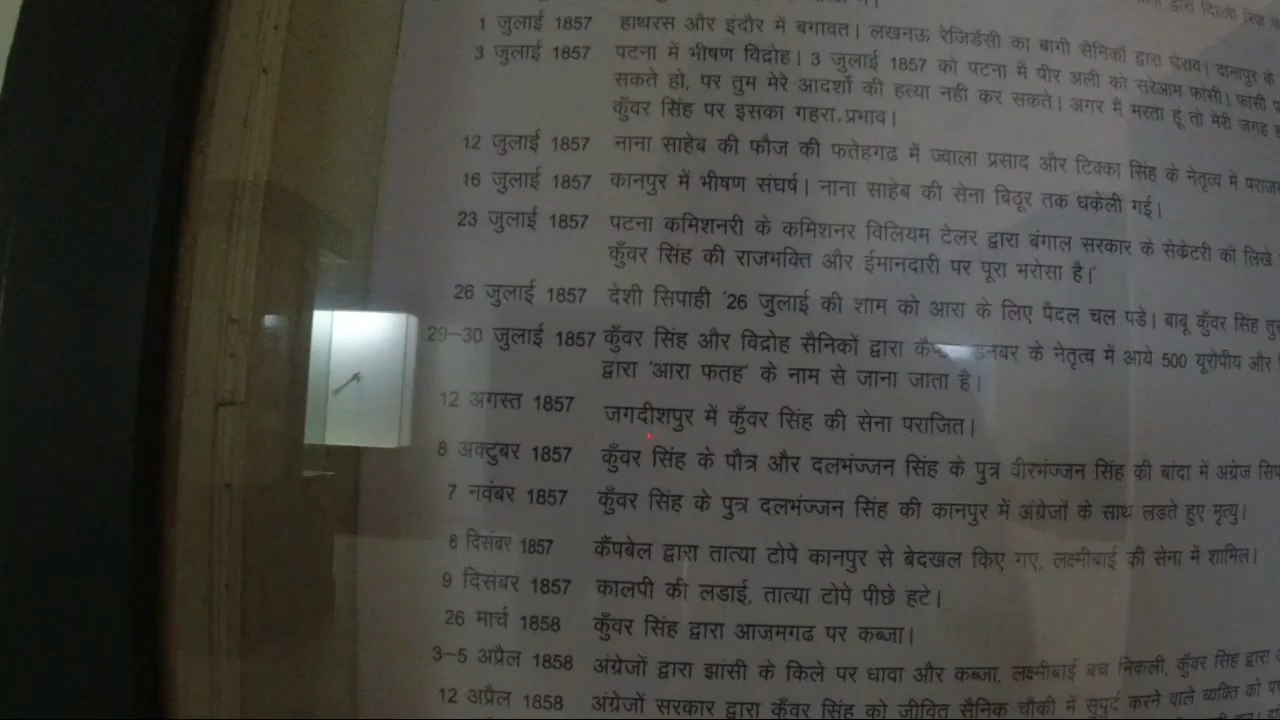 द्वारा दिल्ली
1 जुलाई 1857 हाथरस और इंदौर में बगावत। लखनऊ रेजिडेंसी का बागी सैनिकों द्वारा घेराव। दानापुर के
3 जुलाई 1857 पटना में भीषण विद्रोह। 3 जुलाई 1857 को पटना में पीर अली को सरेआम फांसी। फांसी
सकते हो, पर तुम मेरे आदर्शों की हत्या नही कर सकते। अगर मैं मरता हूं तो मेरी जगह
कुँवर सिंह पर इसका गहरा प्रभाव।
12 जुलाई 1857 नाना साहेब की फौज की फतेहगढ में ज्वाला प्रसाद और टिक्का सिंह के नेतृत्व में
16 जुलाई 1857 कानपुर में भीषण संघर्ष। नाना साहेब की सेना बिठूर तक धकेली गई।
23 जुलाई 1857 पटना कमिशनरी के कमिशनर विलियम टेलर द्वारा बंगाल सरकार के सेक्रेटरी को लिखे
कुँवर सिंह की राजभक्ति और ईमानदारी पर पूरा भरोसा है।'
26 जुलाई 1857 देशी सिपाही '26 जुलाई की शाम को आरा के लिए पैदल चल पडे। बाबू कुँवर सिंह
29–30 जुलाई 1857 कुँवर सिंह और विद्रोह सैनिकों द्वारा के नेतृत्व में आये 500 यूरोपीय और
द्वारा 'आरा फतह' के नाम से जाना जाता है।
12 अगस्त 1857 जगदीशपुर में कुँवर सिंह की सेना पराजित।
8 अक्टुबर 1857 कुँवर सिंह के पौत्र और दलभंज्जन सिंह के पुत्र वीरभंज्जन सिंह की बांदा में अंग्रेज
7 नवंबर 1857 कुँवर सिंह के पुत्र दलभंज्जन सिंह की कानपुर में अंग्रेजों के साथ लडते हुए मृत्यु।
6 दिसंबर 1857 कैंपबेल द्वारा तात्या टोपे कानपुर से बेदखल किए गए, लक्ष्मीबाई की सेना में शामिल।
9 दिसंबर 1857 कालपी की लडाई, तात्या टोपे पीछे हटे।
26 मार्च 1858 कुँवर सिंह द्वारा आजमगढ पर कब्जा।
3–5 अप्रैल 1858 अंग्रेजों द्वारा झांसी के किले पर धावा और कब्जा, लक्ष्मीबाई बच निकली, कुँवर सिंह द्वारा
12 अप्रैल 1858 अंग्रेजों सरकार द्वारा कुँवर सिंह को जीवित सैनिक चौकी में सुपुर्द करने वाले व्यक्ति को